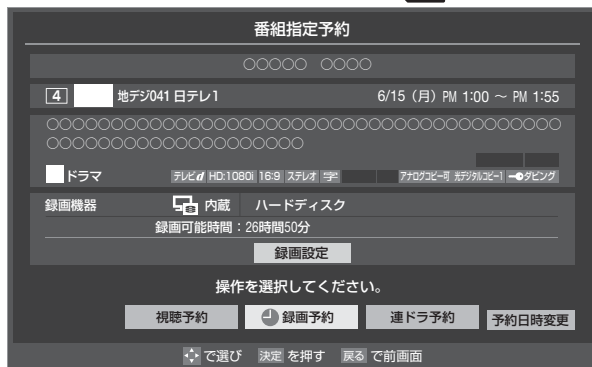 番組指定予約
○○○○○ ○○○○
4 地デジ041 日テレ1 6/15（月）PM 1:00 ～ PM 1:55
○○○○○○○○○○○○○○○○○○○○○○○○○○○○○○○○○○○○
○○○○○○○○○○○○○○○○○○
ドラマ テレビd HD:1080i 16:9 ステレオ 字 アナログコピー可 光デジタルコピー1 ダビング
録画機器 内蔵 ハードディスク
録画可能時間：26時間50分
録画設定
操作を選択してください。
視聴予約 録画予約 連ドラ予約 予約日時変更
で選び 決定 を押す 戻る で前画面